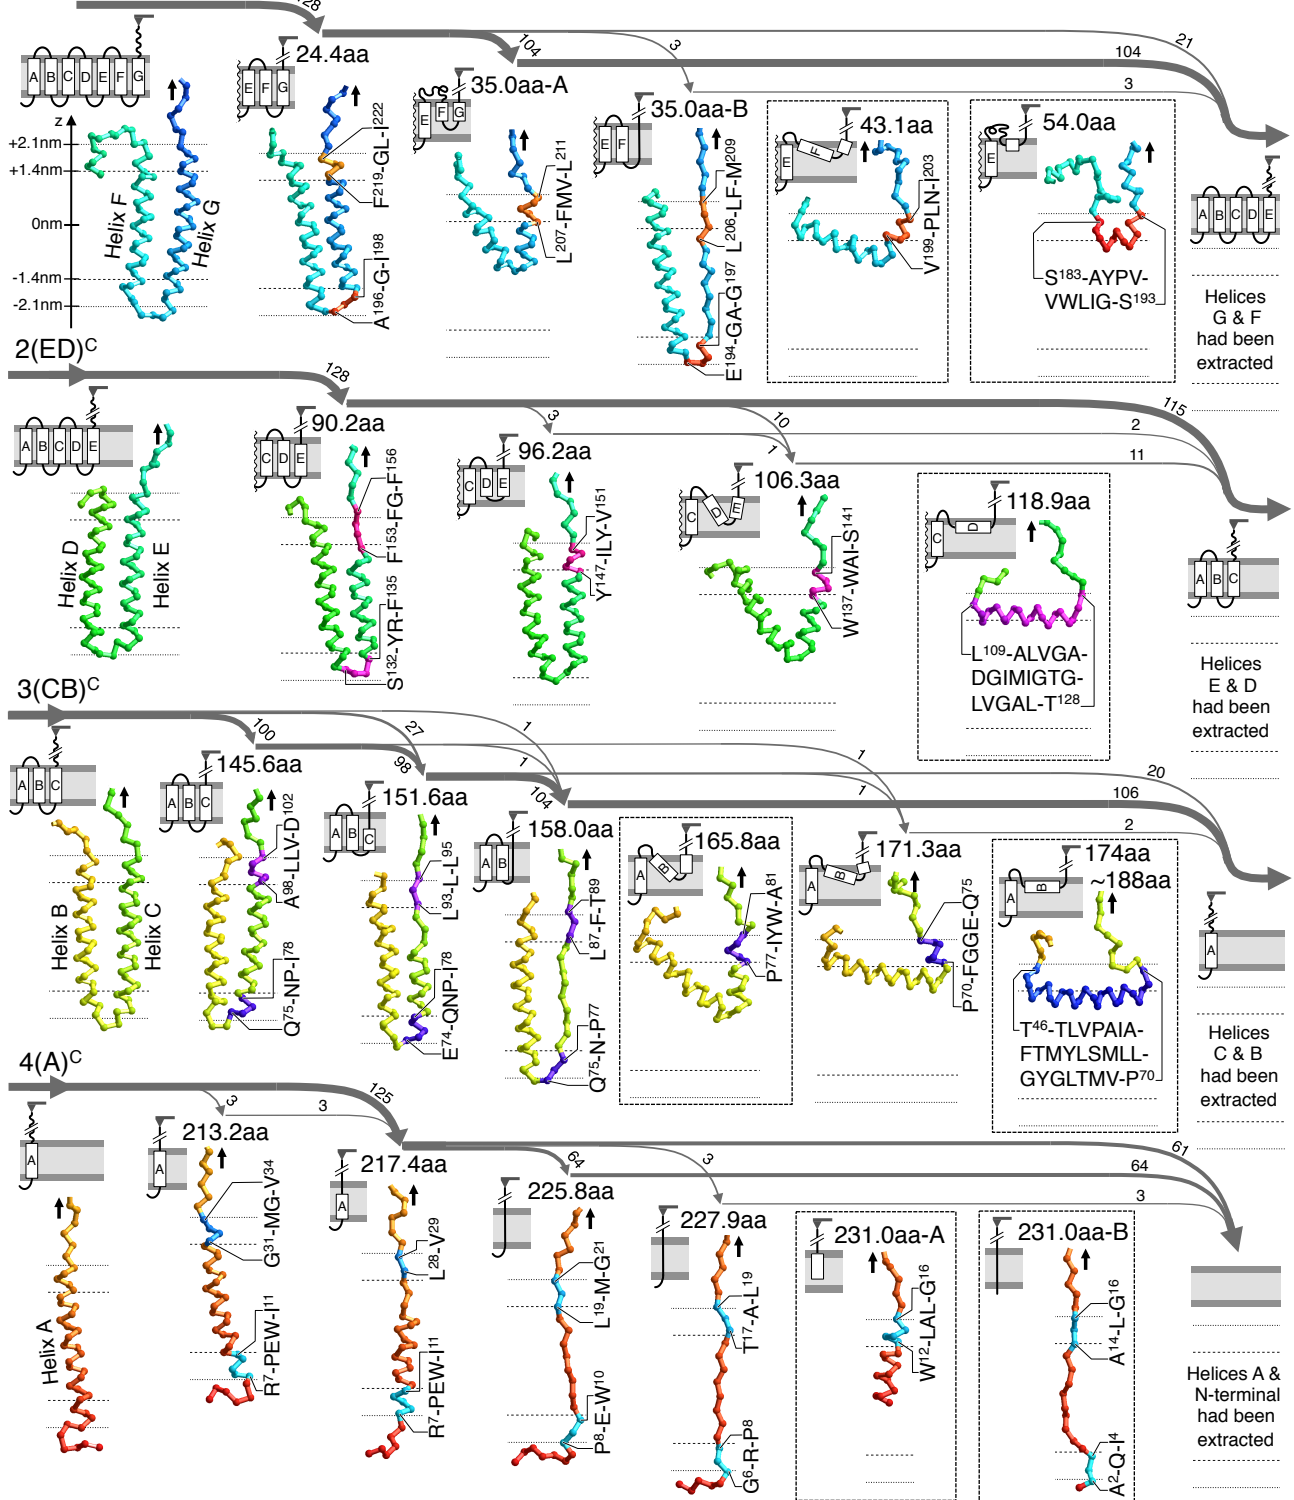 128
104
3
21
104
3
A B C D E F G
E F G
24.4aa
E F G
35.0aa-A
E F
35.0aa-B
E F
43.1aa
E
54.0aa
A B C D E
z
+2.1nm
+1.4nm
0nm
-1.4nm
-2.1nm
Helix F
Helix G
F219-GL-I222
A196-G-I198
L207-FMV-L211
L206-LF-M209
E194-GA-G197
V199-PLN-I203
S183-AYPV-
VWLIG-S193
Helices
G & F
had been
extracted
2(ED)C
128
3
10
1
115
2
11
A B C D E
C D E
90.2aa
C D E
96.2aa
C D E
106.3aa
C D
118.9aa
A B C
Helix D
Helix E
F153-FG-F156
S132-YR-F135
Y147-ILY-V151
W137-WAI-S141
L109-ALVGA-
DGIMIGTG-
LVGAL-T128
Helices
E & D
had been
extracted
3(CB)C
100
27
1
98
1
104
1
1
20
106
2
A B C
A B C
145.6aa
A B C
151.6aa
A B
158.0aa
A B
165.8aa
A B
171.3aa
A B
174aa
~188aa
A
Helix B
Helix C
A98-LLV-D102
Q75-NP-I78
L93-L-L95
E74-QNP-I78
L87-F-T89
Q75-N-P77
P77-IYW-A81
P70-FGGE-Q75
T46-TLVPAIA-
FTMYLSMLL-
GYGLTMV-P70
Helices
C & B
had been
extracted
4(A)C
3
3
125
64
3
61
64
3
A
A
213.2aa
A
217.4aa
225.8aa
227.9aa
231.0aa-A
231.0aa-B
Helix A
G31-MG-V34
R7-PEW-I11
L28-V29
R7-PEW-I11
L19-M-G21
P8-E-W10
T17-A-L19
G6-R-P8
W12-LAL-G16
A14-L-G16
A2-Q-I4
Helices A &
N-terminal
had been
extracted